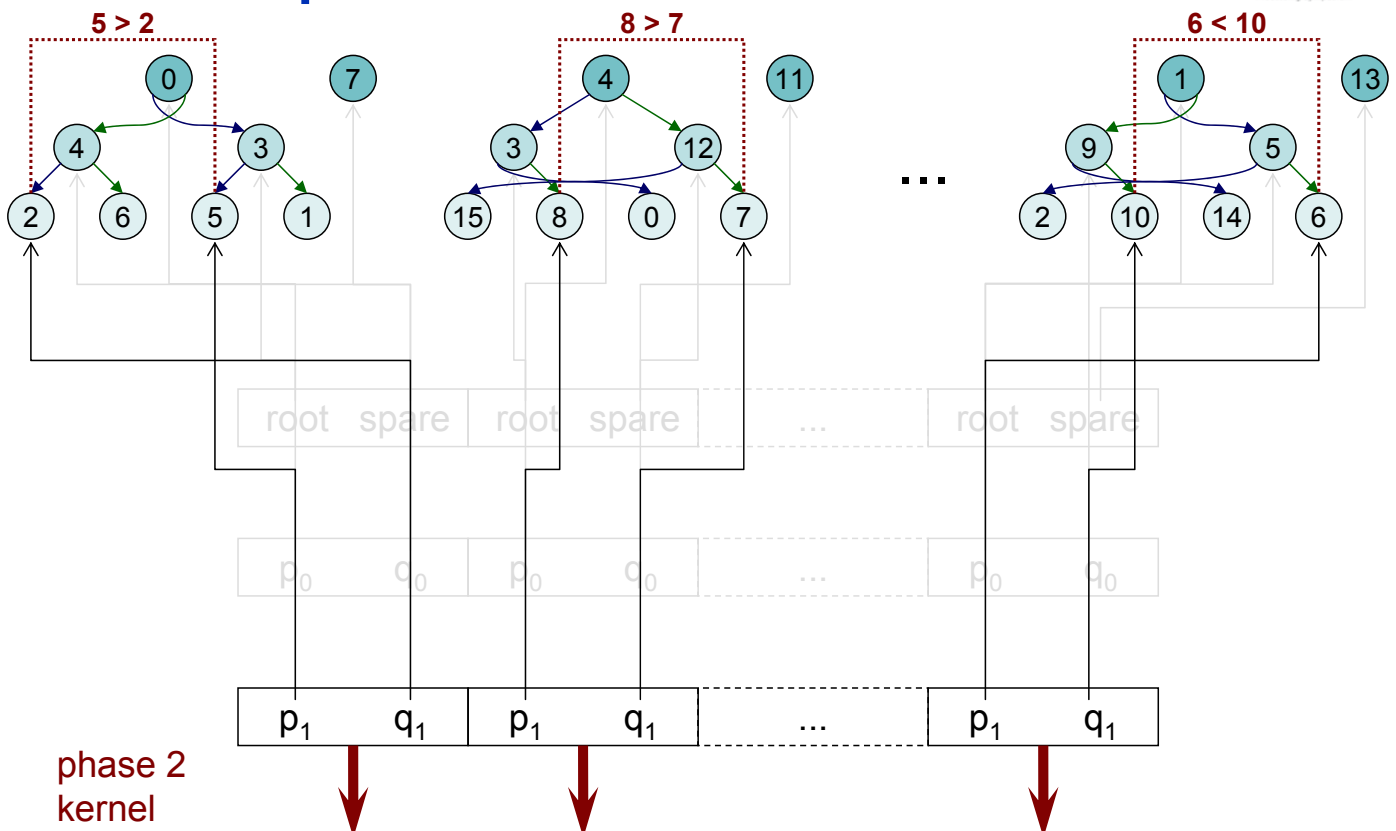 5 > 2 8 > 7 6 < 10
0 7 4 11 1 13
4 3 3 12 9 5
...
2 6 5 1 15 8 0 7 2 10 14 6
root spare root spare ... root spare
p₀ q₀ p₀ q₀ ... p₀ q₀
p₁ q₁ p₁ q₁ ... p₁ q₁
phase 2
kernel